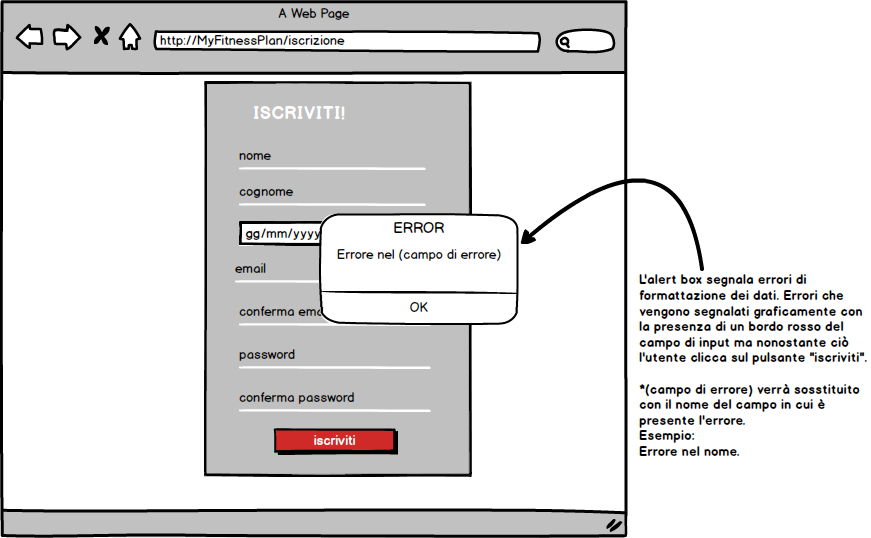 A Web Page
http://MyFitnessPlan/iscrizione
ISCRIVITI!
nome
cognome
gg/mm/yyyy
ERROR
Errore nel (campo di errore)
OK
email
conferma ema
password
conferma password
iscriviti
L'alert box segnala errori di
formattazione dei dati. Errori che
vengono segnalati graficamente con
la presenza di un bordo rosso del
campo di input ma nonostante ciò
l'utente clicca sul pulsante "iscriviti".
*(campo di errore) verrà sosstituito
con il nome del campo in cui è
presente l'errore.
Esempio:
Errore nel nome.